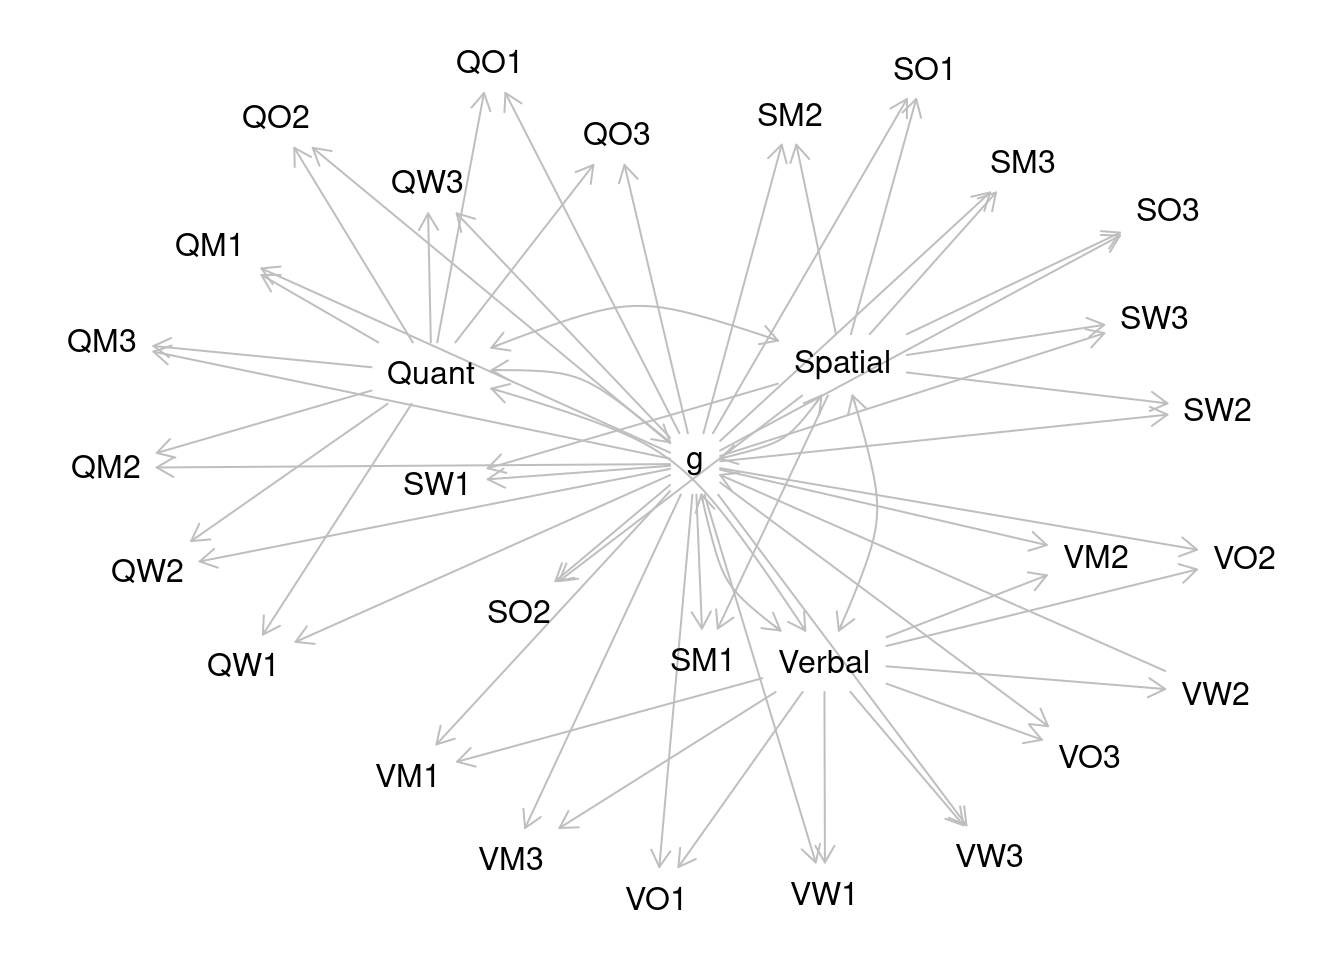 QO1
SO1
QO2
SM2
QO3
SM3
QW3
SO3
QM1
SW3
QM3
Spatial
Quant
SW2
g
QM2
SW1
VM2
VO2
QW2
SO2
SM1
Verbal
QW1
VW2
VO3
VM1
VW3
VM3
VW1
VO1